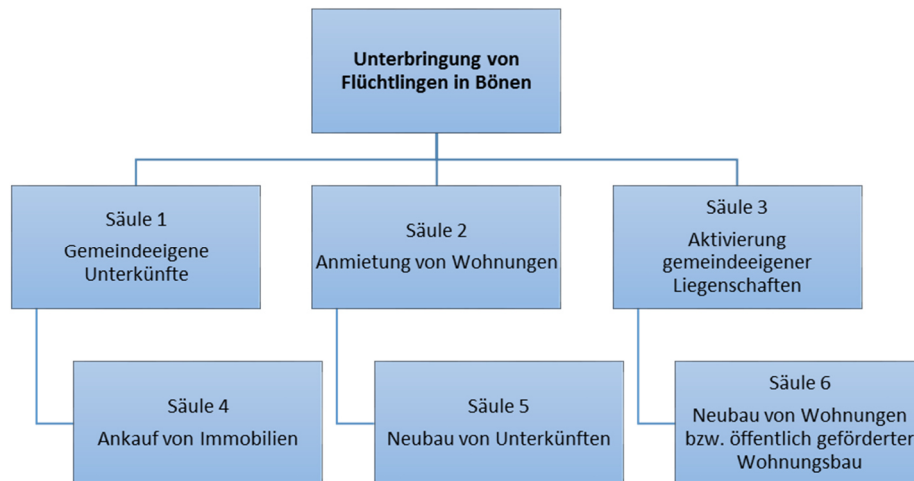 Unterbringung von
Flüchtlingen in Bönen
Säule 1
Gemeindeeigene
Unterkünfte
Säule 2
Anmietung von Wohnungen
Säule 3
Aktivierung
gemeindeeigener
Liegenschaften
Säule 4
Ankauf von Immobilien
Säule 5
Neubau von Unterkünften
Säule 6
Neubau von Wohnungen
bzw. öffentlich geförderter
Wohnungsbau